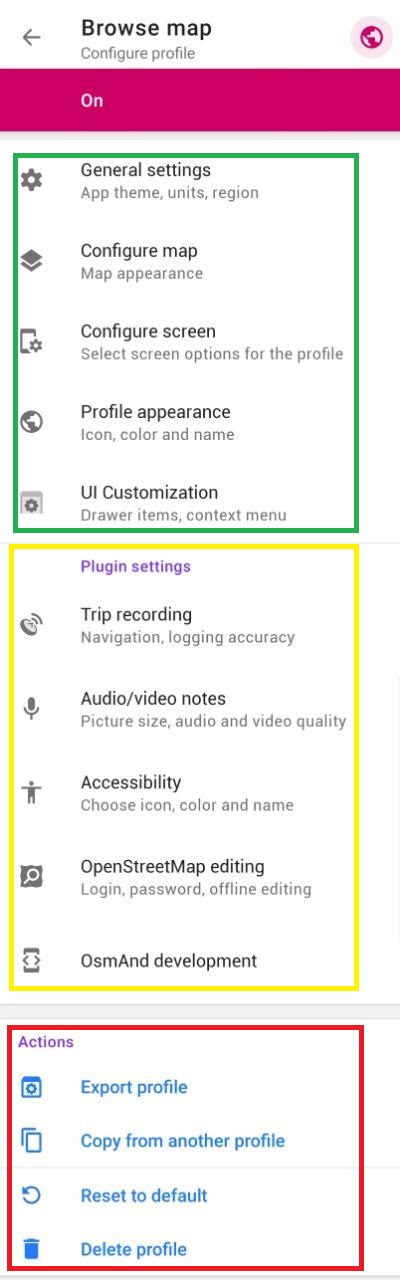 Browse map
Configure profile
On
General settings
App theme, units, region
Configure map
Map appearance
Configure screen
Select screen options for the profile
Profile appearance
Icon, color and name
UI Customization
Drawer items, context menu
Plugin settings
Trip recording
Navigation, logging accuracy
Audio/video notes
Picture size, audio and video quality
Accessibility
Choose icon, color and name
OpenStreetMap editing
Login, password, offline editing
OsmAnd development
Actions
Export profile
Copy from another profile
Reset to default
Delete profile